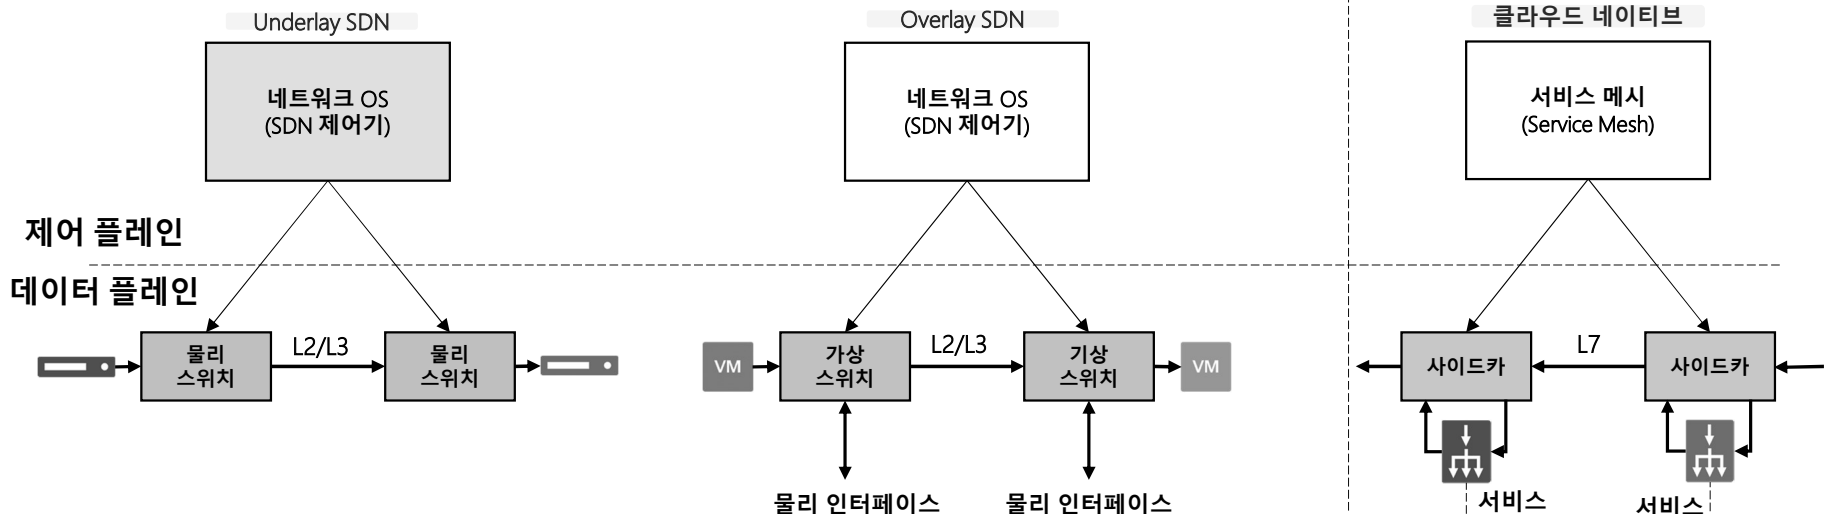 Underlay SDN
네트워크 OS
(SDN 제어기)
Overlay SDN
네트워크 OS
(SDN 제어기)
클라우드 네이티브
서비스 메시
(Service Mesh)
제어 플레인
데이터 플레인
물리
스위치
L2/L3
물리
스위치
VM
가상
스위치
L2/L3
기상
스위치
VM
물리 인터페이스
물리 인터페이스
사이드카
L7
사이드카
서비스
서비스